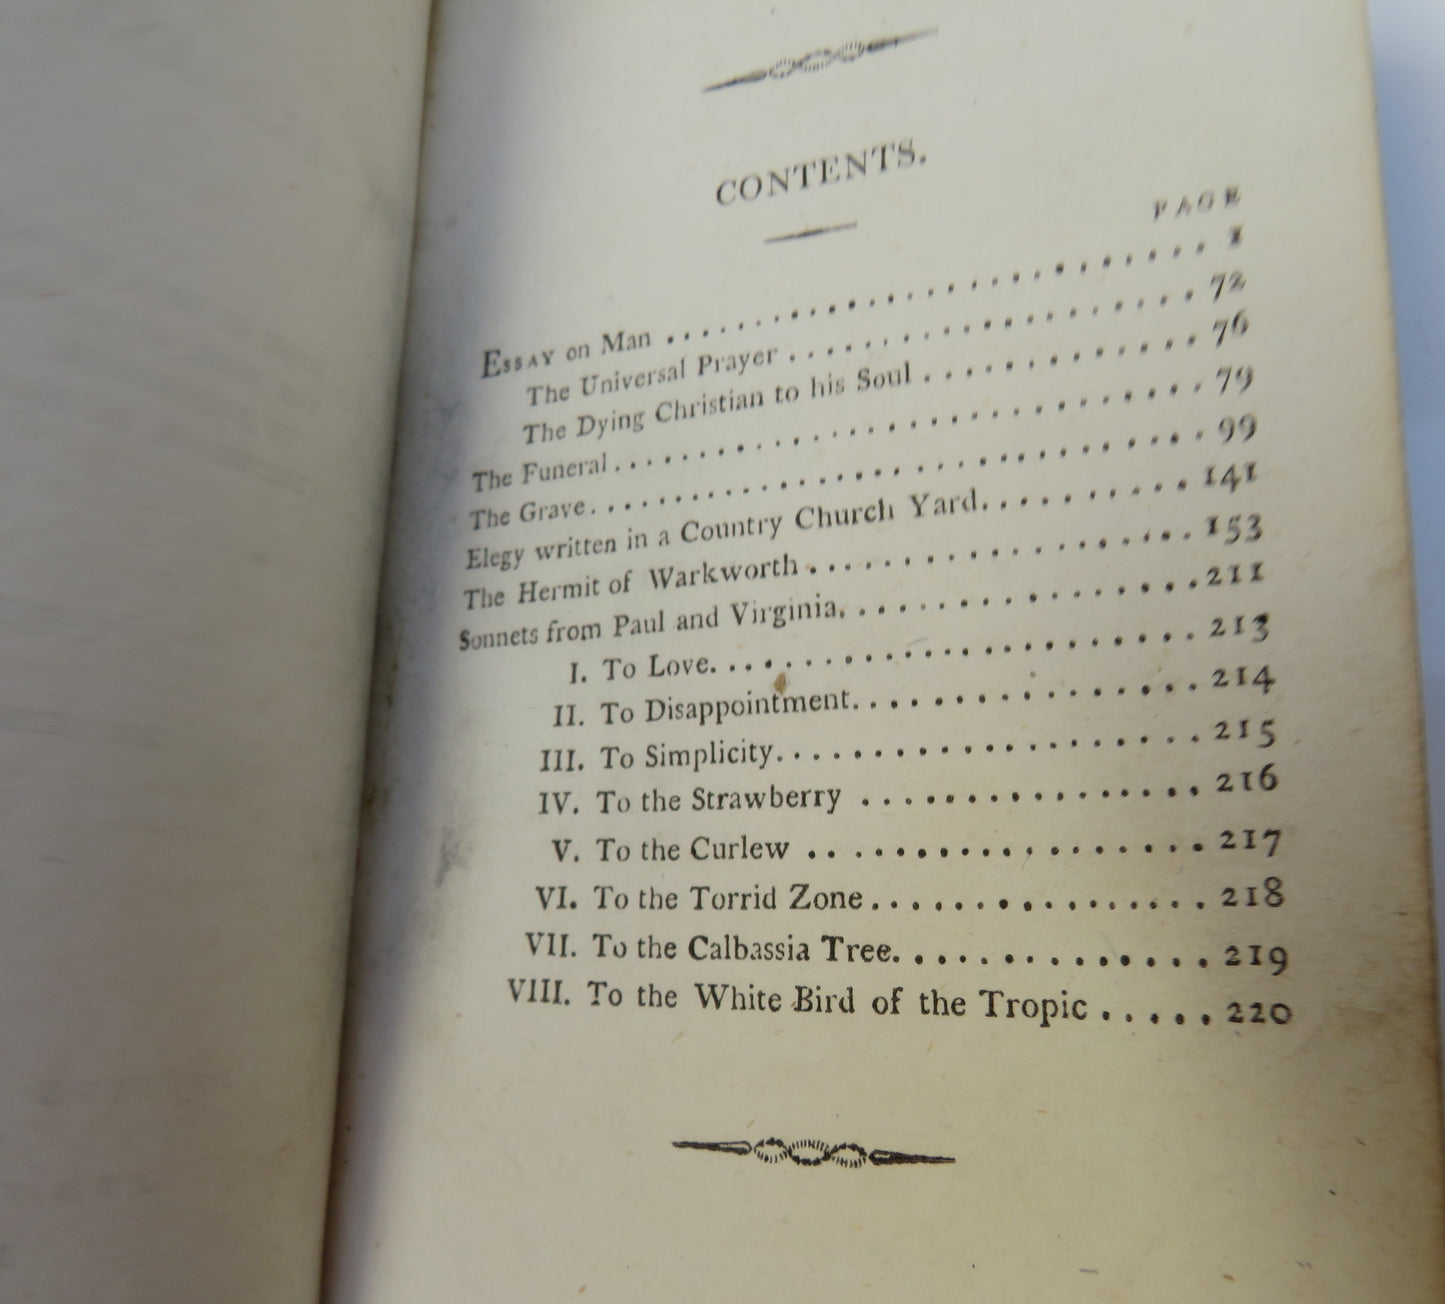 CONTENTS.
PAGE
Essay on Man ........................ 1
The Universal Prayer .................. 72
The Dying Christian to his Soul ............ 76
The Funeral ........................ 79
The Grave ........................ 99
Elegy written in a Country Church Yard .......... 141
The Hermit of Warkworth ................ 153
Sonnets from Paul and Virginia ............... 211
I. To Love ..................... 213
II. To Disappointment ............... 214
III. To Simplicity .................. 215
IV. To the Strawberry ................ 216
V. To the Curlew .................. 217
VI. To the Torrid Zone ................ 218
VII. To the Calbassia Tree .............. 219
VIII. To the White Bird of the Tropic ..... 220